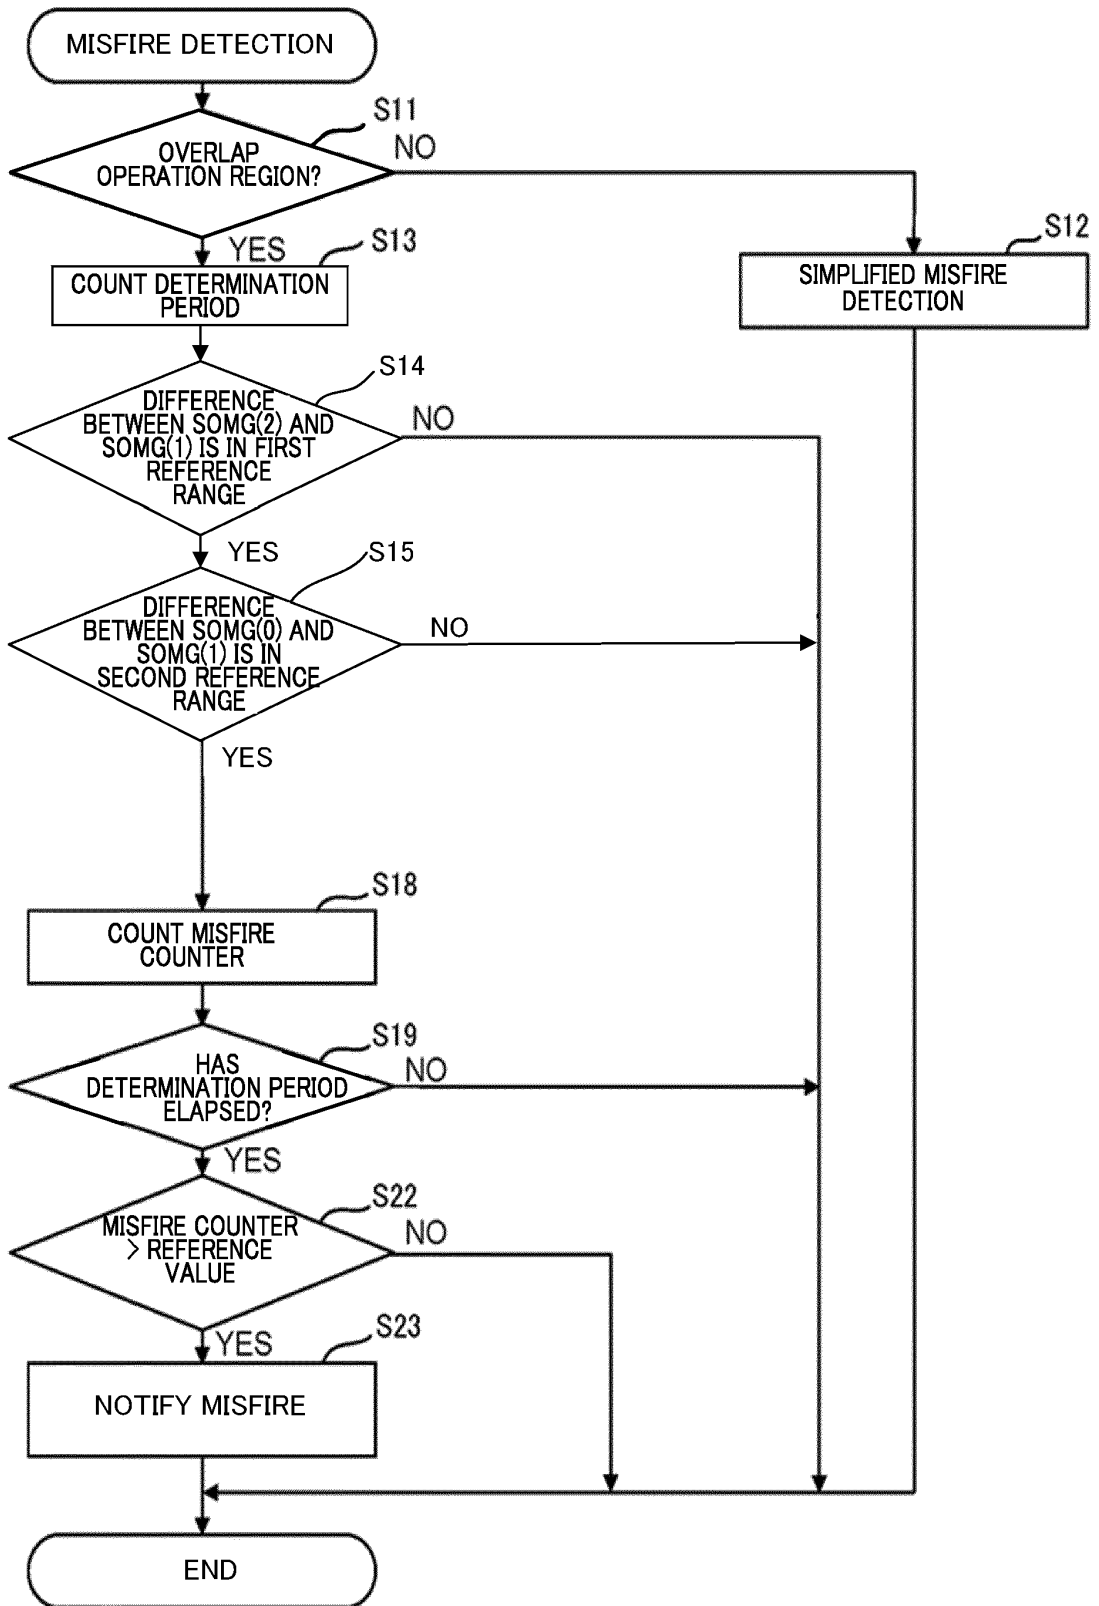 MISFIRE DETECTION
S11
OVERLAP
OPERATION REGION?
NO
YES
S12
SIMPLIFIED MISFIRE
DETECTION
S13
COUNT DETERMINATION
PERIOD
S14
DIFFERENCE
BETWEEN SOMG(2) AND
SOMG(1) IS IN FIRST
REFERENCE
RANGE
NO
YES
S15
DIFFERENCE
BETWEEN SOMG(0) AND
SOMG(1) IS IN
SECOND REFERENCE
RANGE
NO
YES
S18
COUNT MISFIRE
COUNTER
S19
HAS
DETERMINATION PERIOD
ELAPSED?
NO
YES
S22
MISFIRE COUNTER
> REFERENCE
VALUE
NO
YES
S23
NOTIFY MISFIRE
END